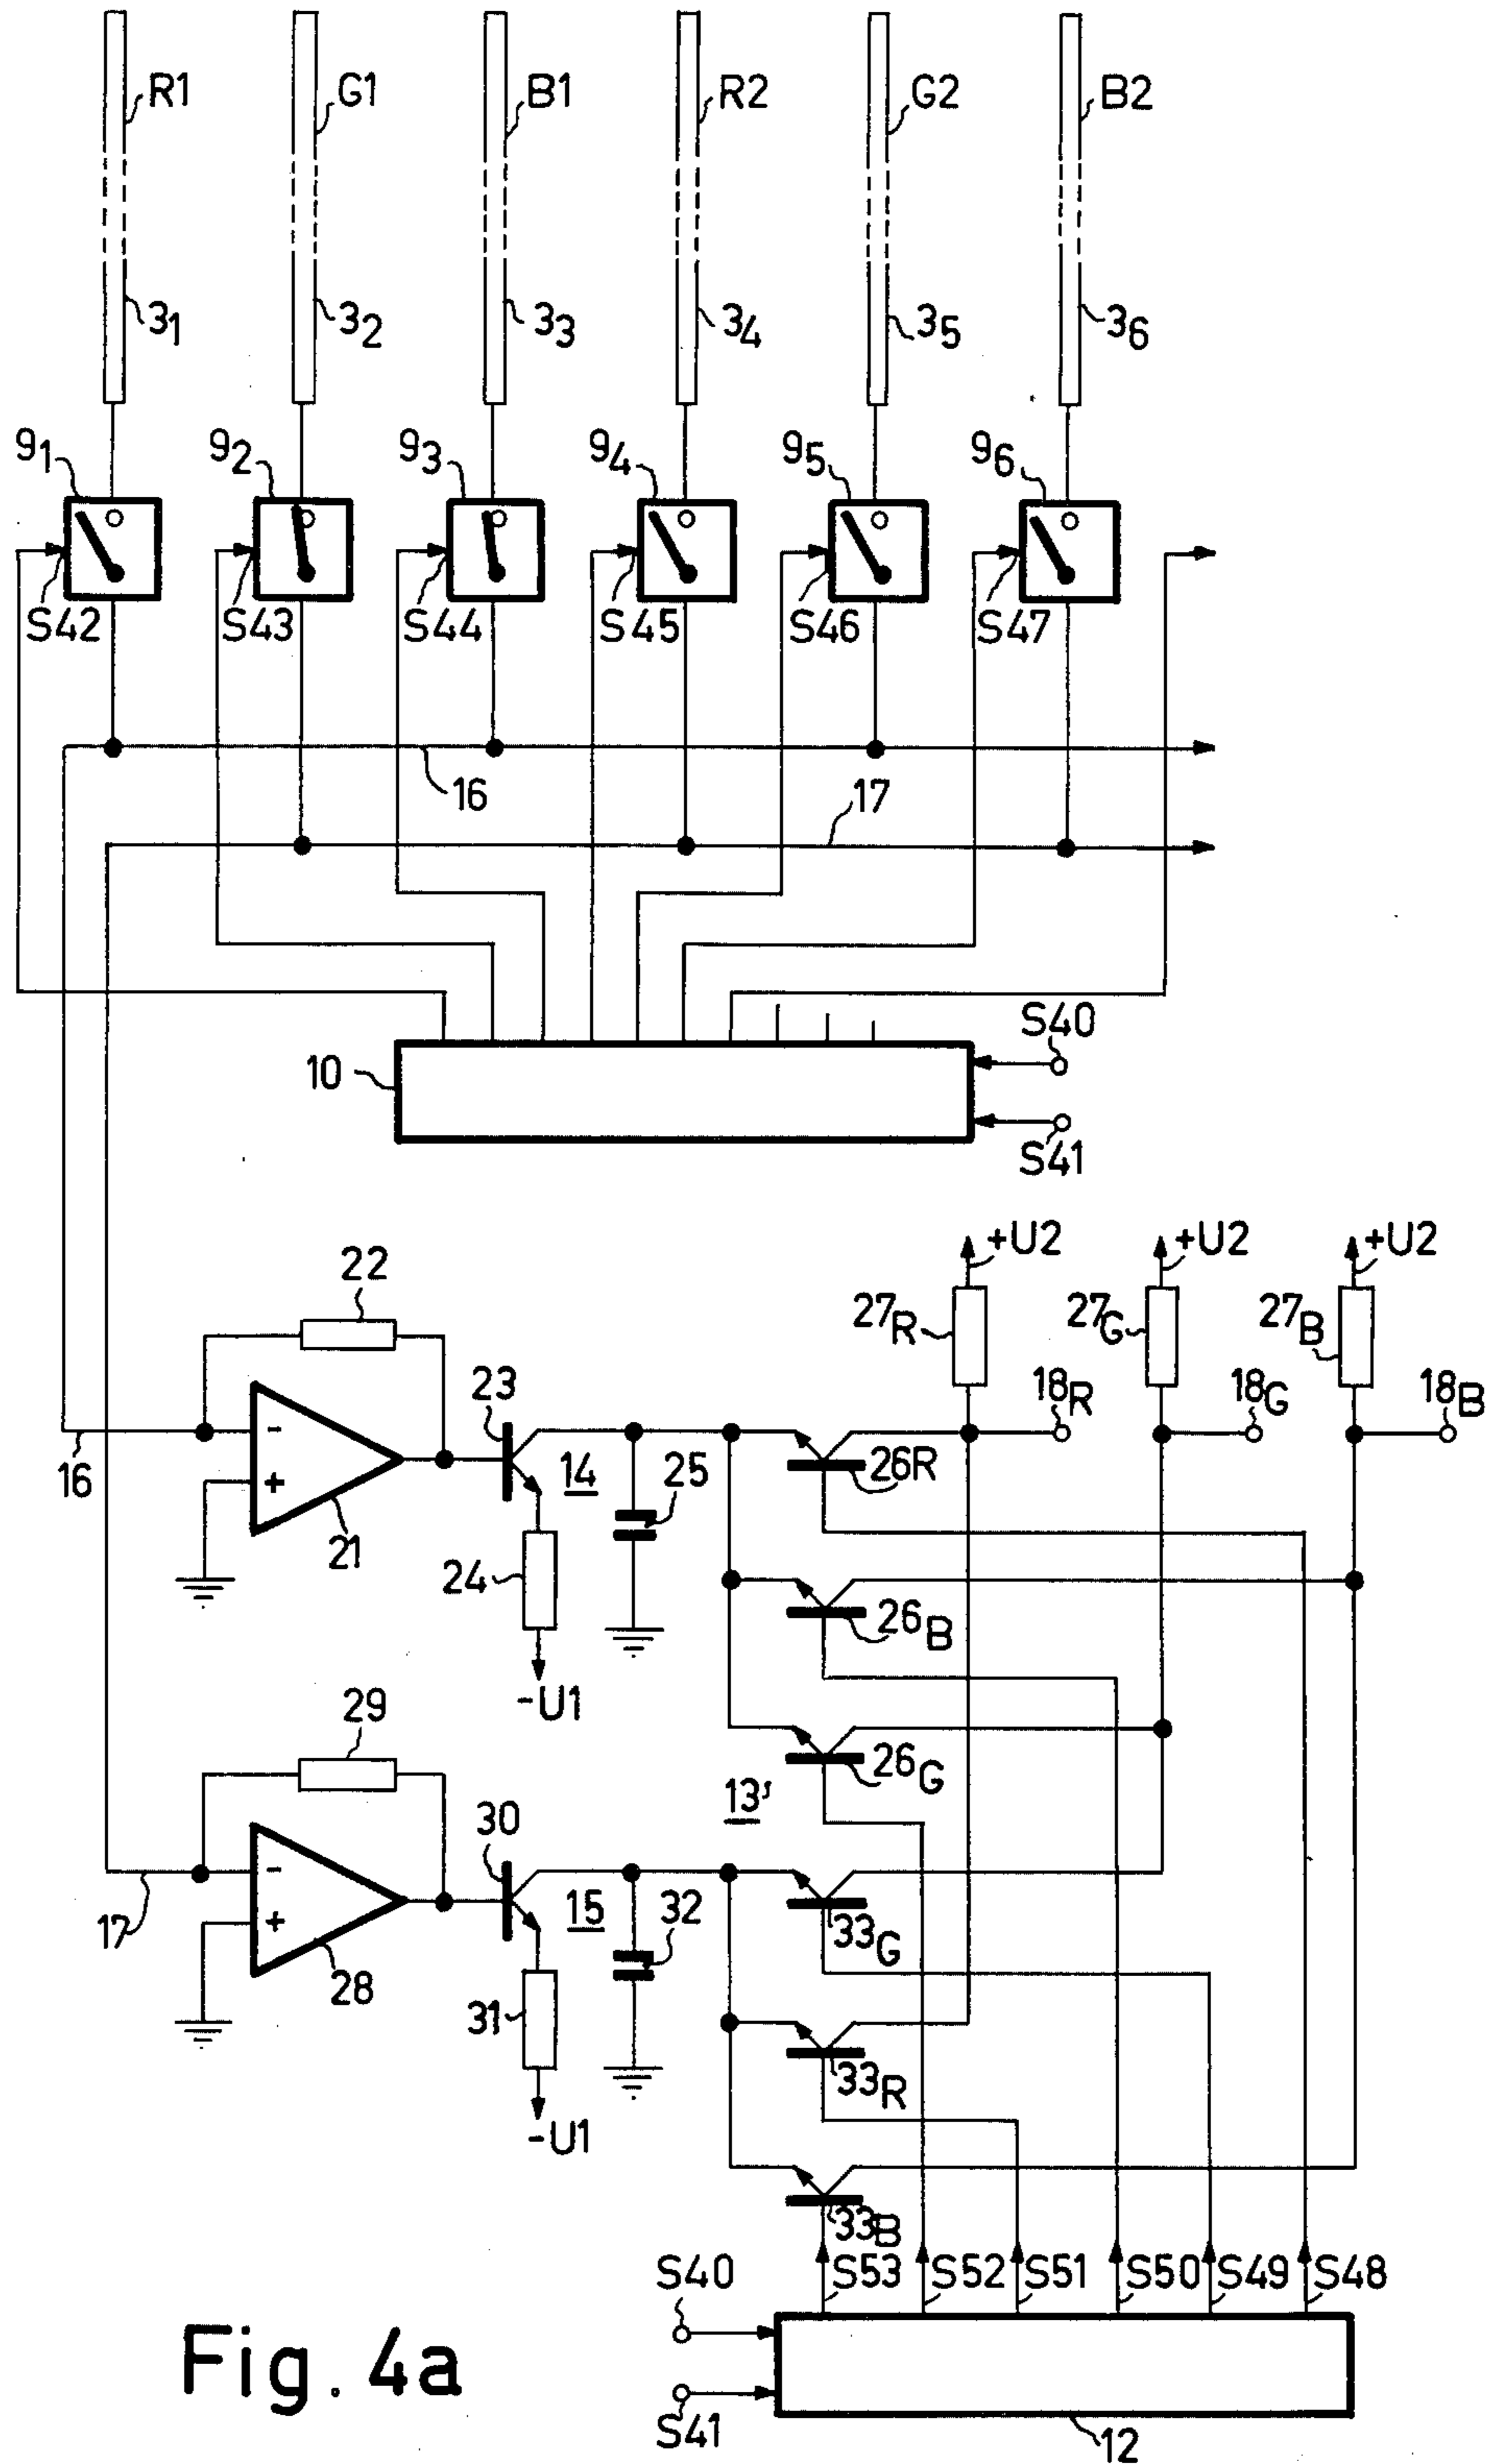 R1 G1 B1 R2 G2 B2
31 32 33 34 35 36
91 92 93 94 95 96
S42 S43 S44 S45 S46 S47
16 17
S40
10
S41
+U2 +U2 +U2
22
27R 27G 27B
23 18R 18G 18B
-
16 + 14 25 26R
21
24
26B
-U1
29
26G
30 13'
-
17 + 15 32 33G
28
31
33R
-U1
33B
S40 S53 S52 S51 S50 S49 S48
Fig. 4a
S41
12